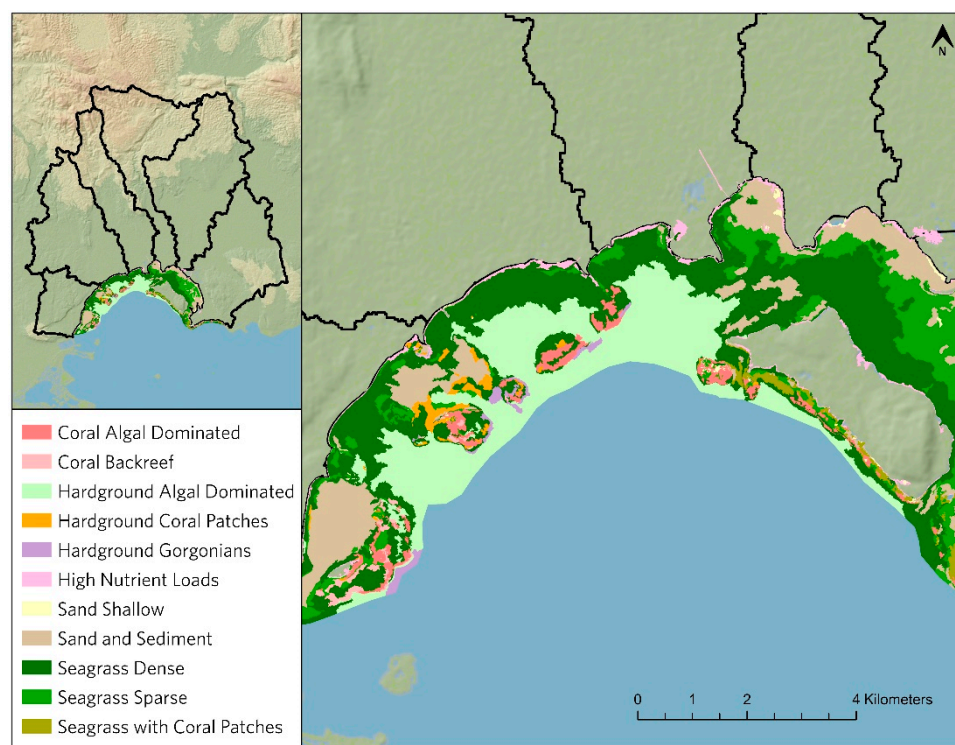 N
Coral Algal Dominated
Coral Backreef
Hardground Algal Dominated
Hardground Coral Patches
Hardground Gorgonians
High Nutrient Loads
Sand Shallow
Sand and Sediment
Seagrass Dense
Seagrass Sparse
Seagrass with Coral Patches
0 1 2 4 Kilometers